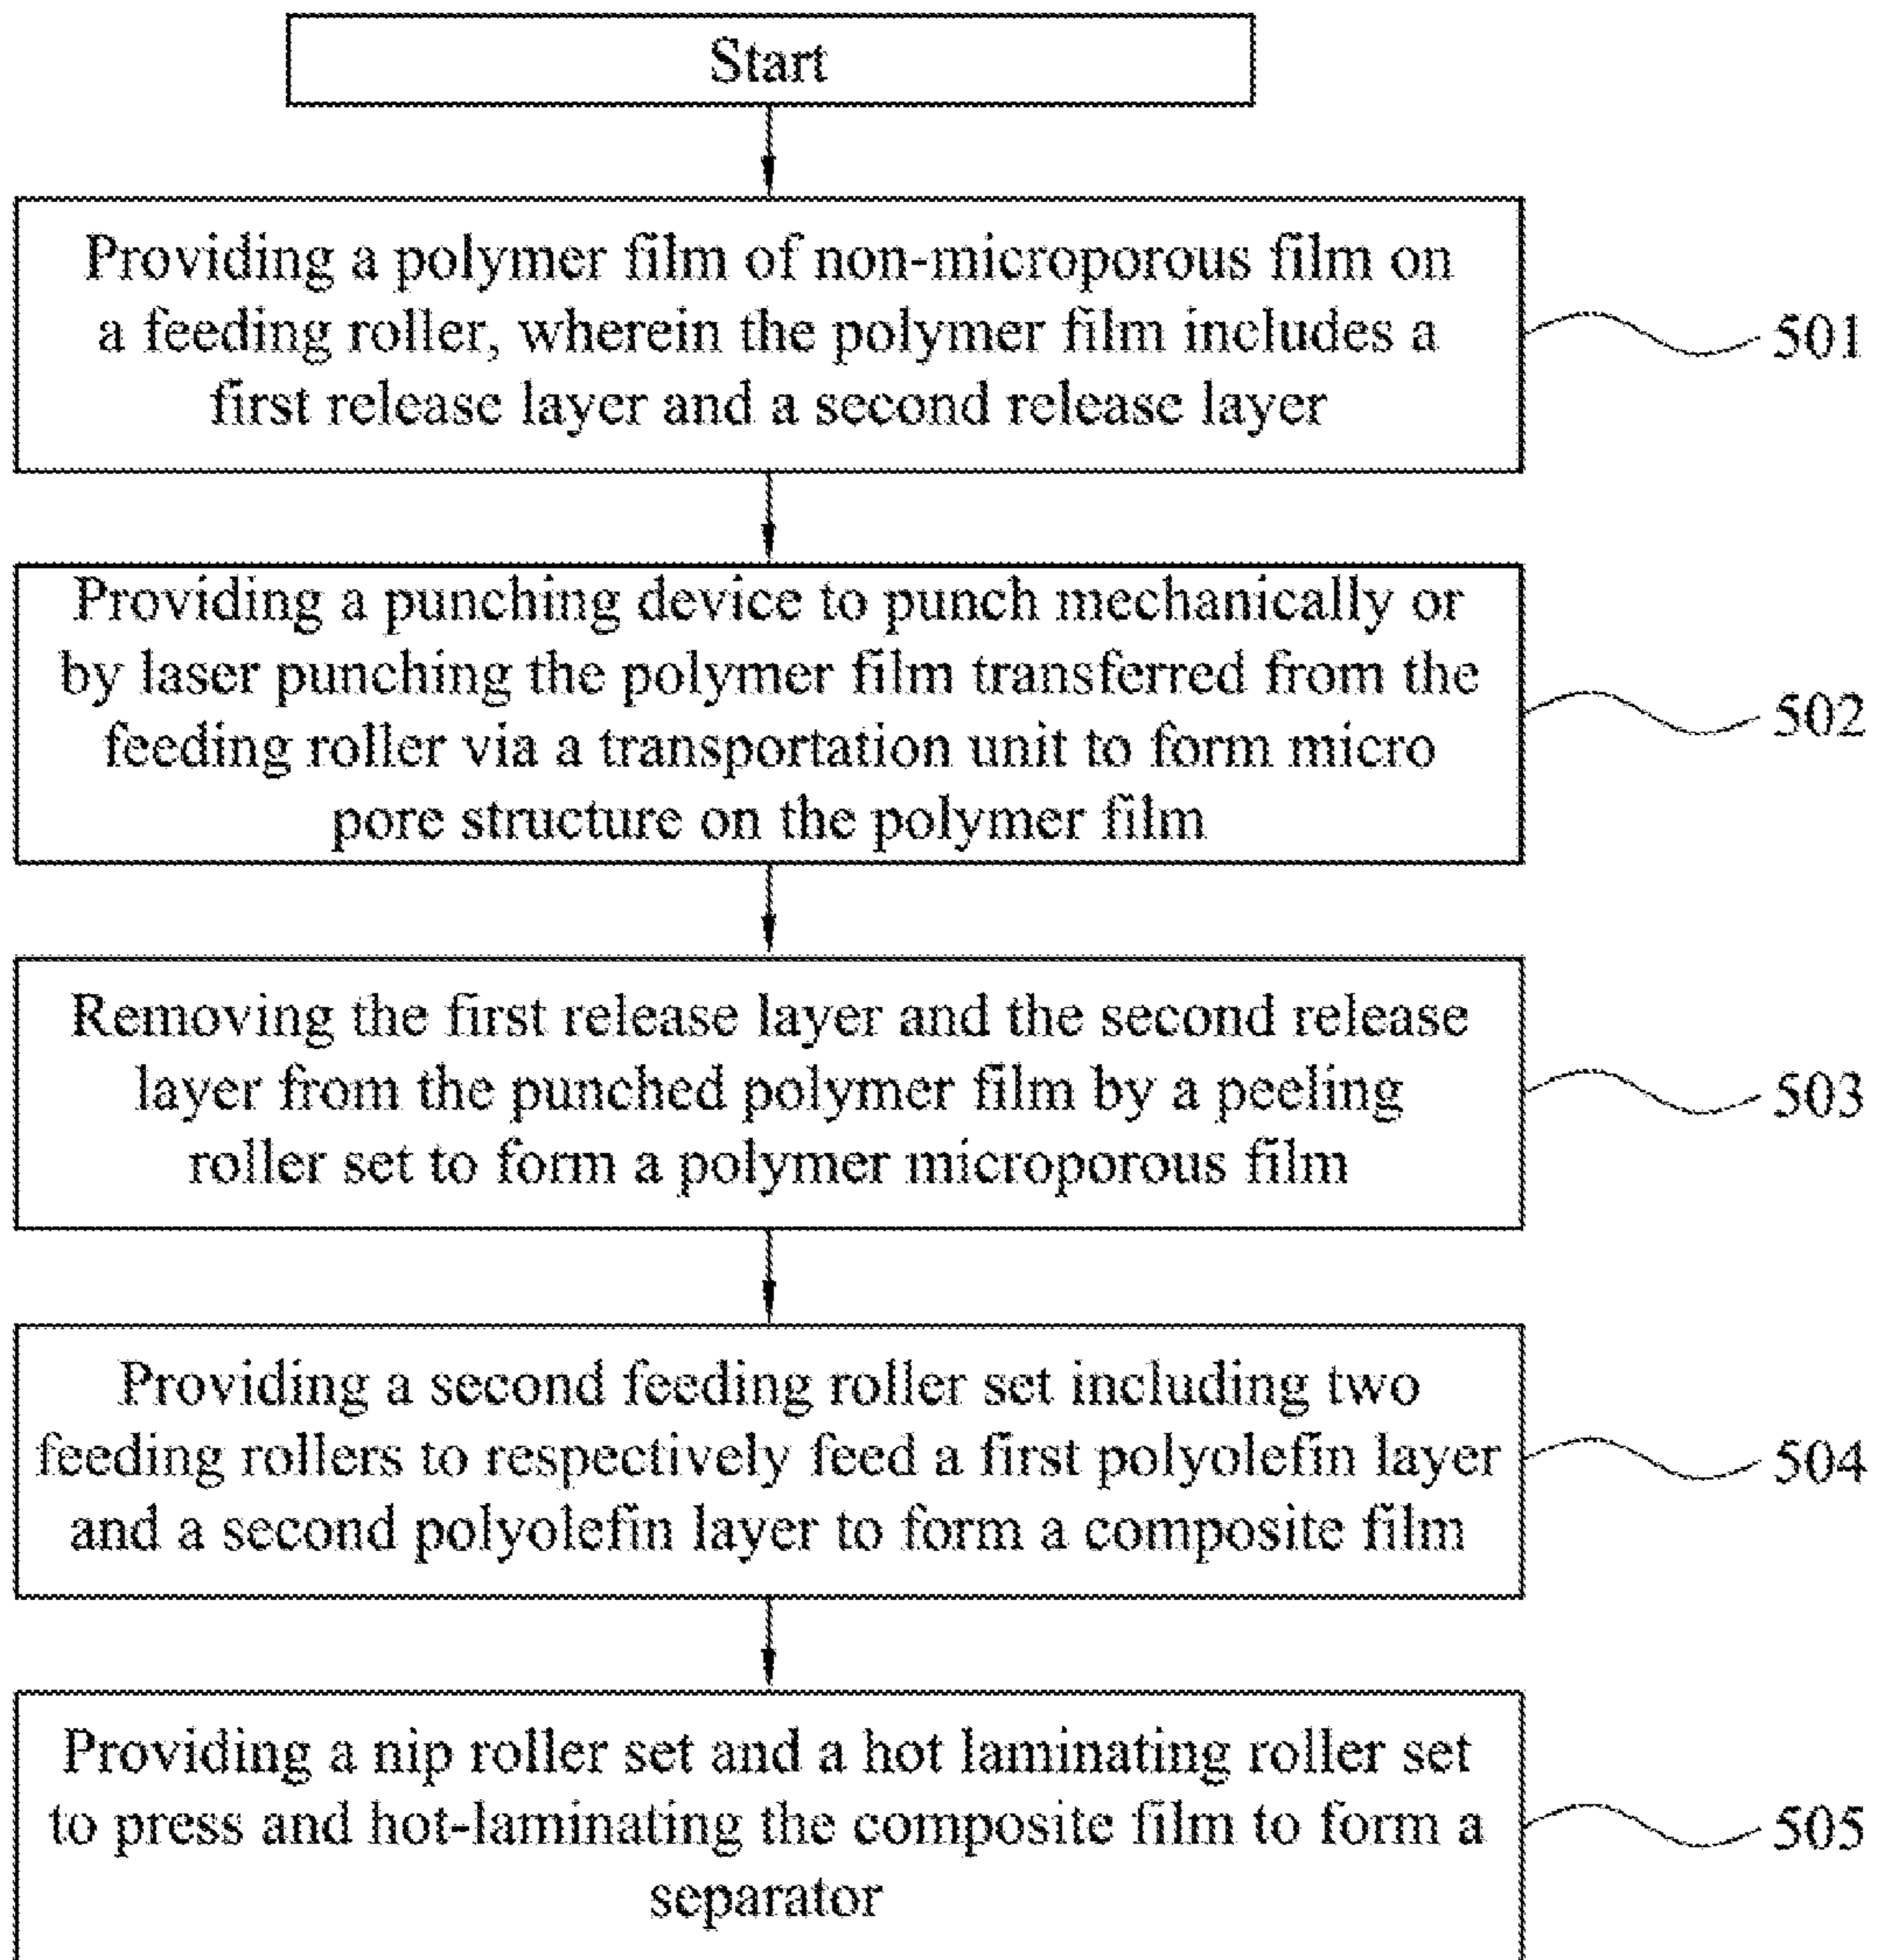 Start
Providing a polymer film of non-microporous film on
a feeding roller, wherein the polymer film includes a
first release layer and a second release layer
501
Providing a punching device to punch mechanically or
by laser punching the polymer film transferred from the
feeding roller via a transportation unit to form micro
pore structure on the polymer film
502
Removing the first release layer and the second release
layer from the punched polymer film by a peeling
roller set to form a polymer microporous film
503
Providing a second feeding roller set including two
feeding rollers to respectively feed a first polyolefin layer
and a second polyolefin layer to form a composite film
504
Providing a nip roller set and a hot laminating roller set
to press and hot-laminating the composite film to form a
separator
505